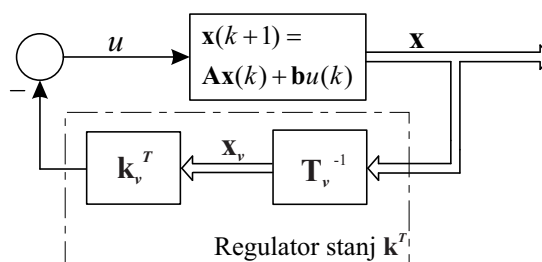 u
x(k+1) =
Ax(k)+bu(k)
x
−
k_v^T
x_v
T_v^-1
Regulator stanj k^T